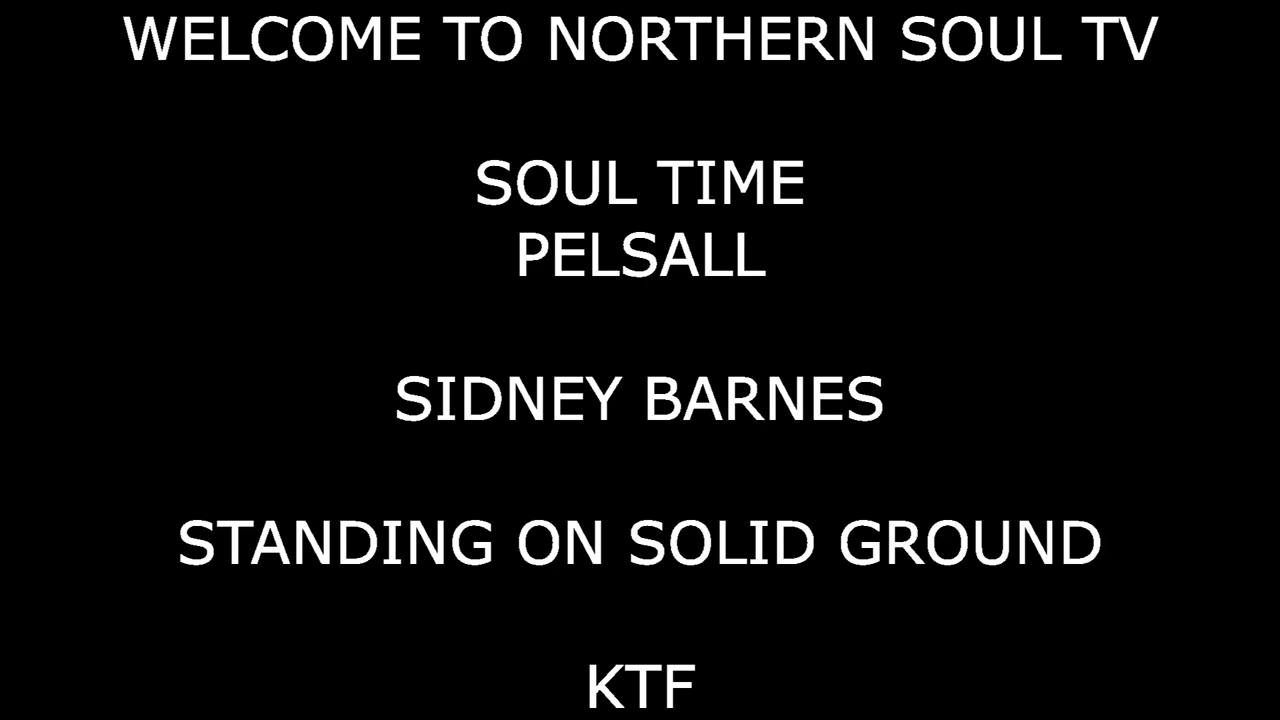 WELCOME TO NORTHERN SOUL TV
SOUL TIME
PELSALL
SIDNEY BARNES
STANDING ON SOLID GROUND
KTF